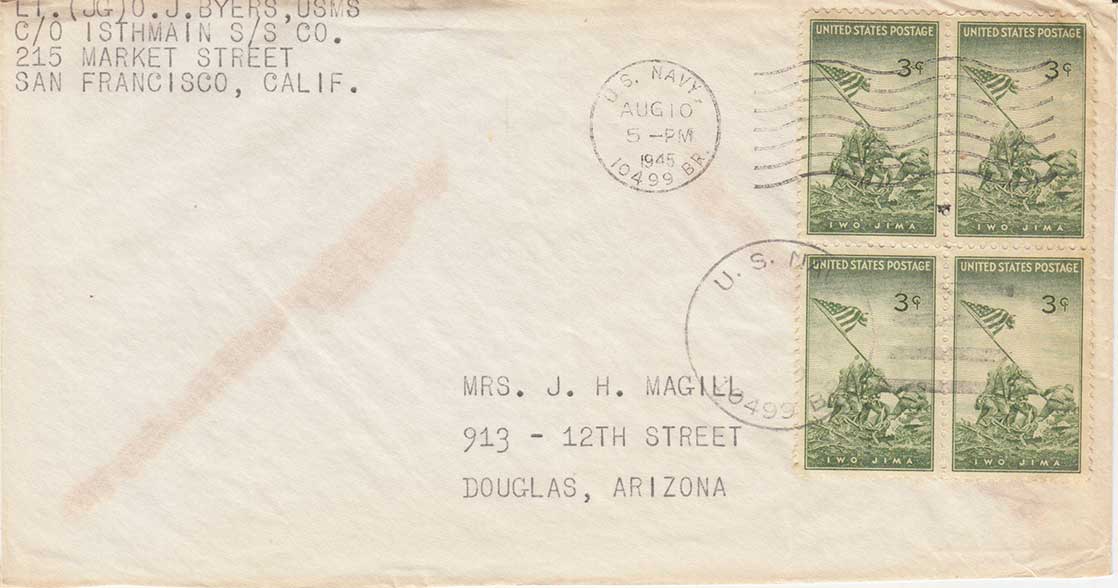 LT.(JG)O.J.BYERS,USMS
C/O ISTHMAIN S/S CO.
215 MARKET STREET
SAN FRANCISCO, CALIF.
U.S. NAVY
AUG 10
5 -PM
1945
10499 BR.
UNITED STATES POSTAGE
3¢
IWO JIMA
UNITED STATES POSTAGE
3¢
IWO JIMA
U. S. 
10499 B
UNITED STATES POSTAGE
3¢
IWO JIMA
UNITED STATES POSTAGE
3¢
IWO JIMA
MRS. J. H. MAGILL
913 - 12TH STREET
DOUGLAS, ARIZONA